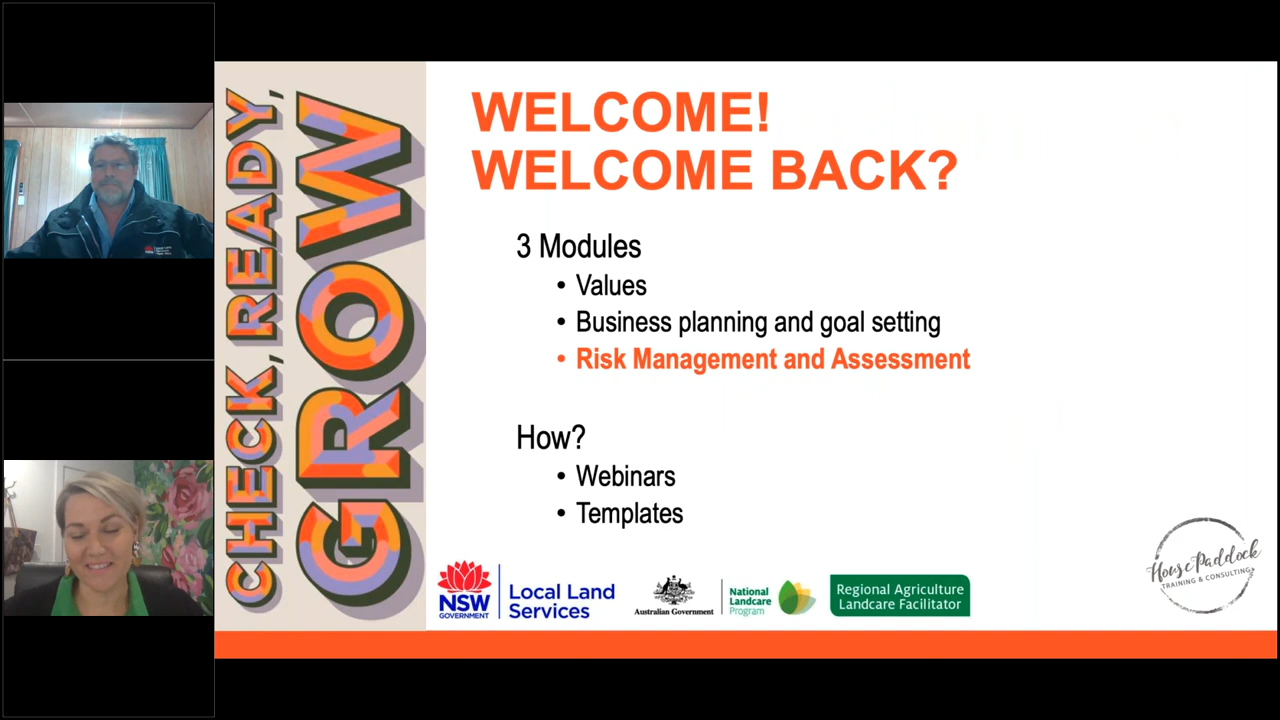 CHECK, READY,
GROW
WELCOME!
WELCOME BACK?
3 Modules
• Values
• Business planning and goal setting
• Risk Management and Assessment
How?
• Webinars
• Templates
NSW
GOVERNMENT
Local Land
Services
Australian Government
National
Landcare
Program
Regional Agriculture
Landcare Facilitator
House Paddock
TRAINING & CONSULTING